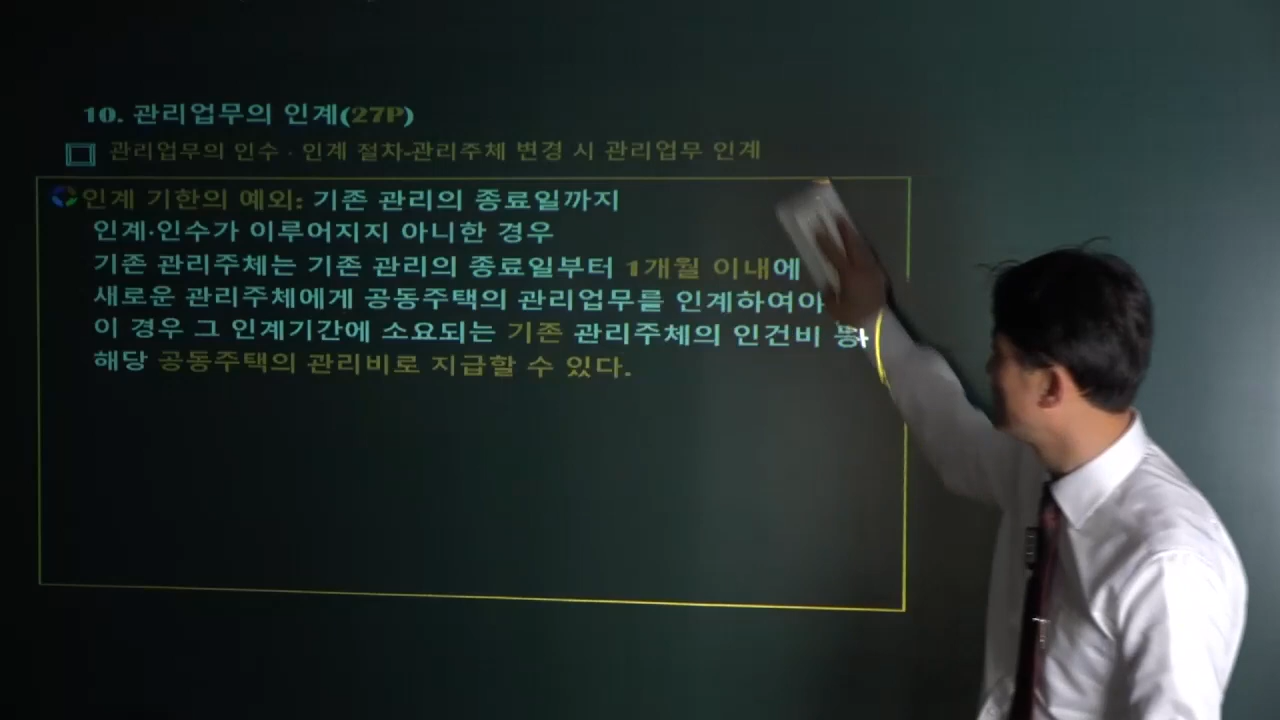 10. 관리업무의 인계(27P)
관리업무의 인수 · 인계 절차-관리주체 변경 시 관리업무 인계
인계 기한의 예외: 기존 관리의 종료일까지
인계·인수가 이루어지지 아니한 경우
기존 관리주체는 기존 관리의 종료일부터 1개월 이내에
새로운 관리주체에게 공동주택의 관리업무를 인계하여야
이 경우 그 인계기간에 소요되는 기존 관리주체의 인건비 등
해당 공동주택의 관리비로 지급할 수 있다.